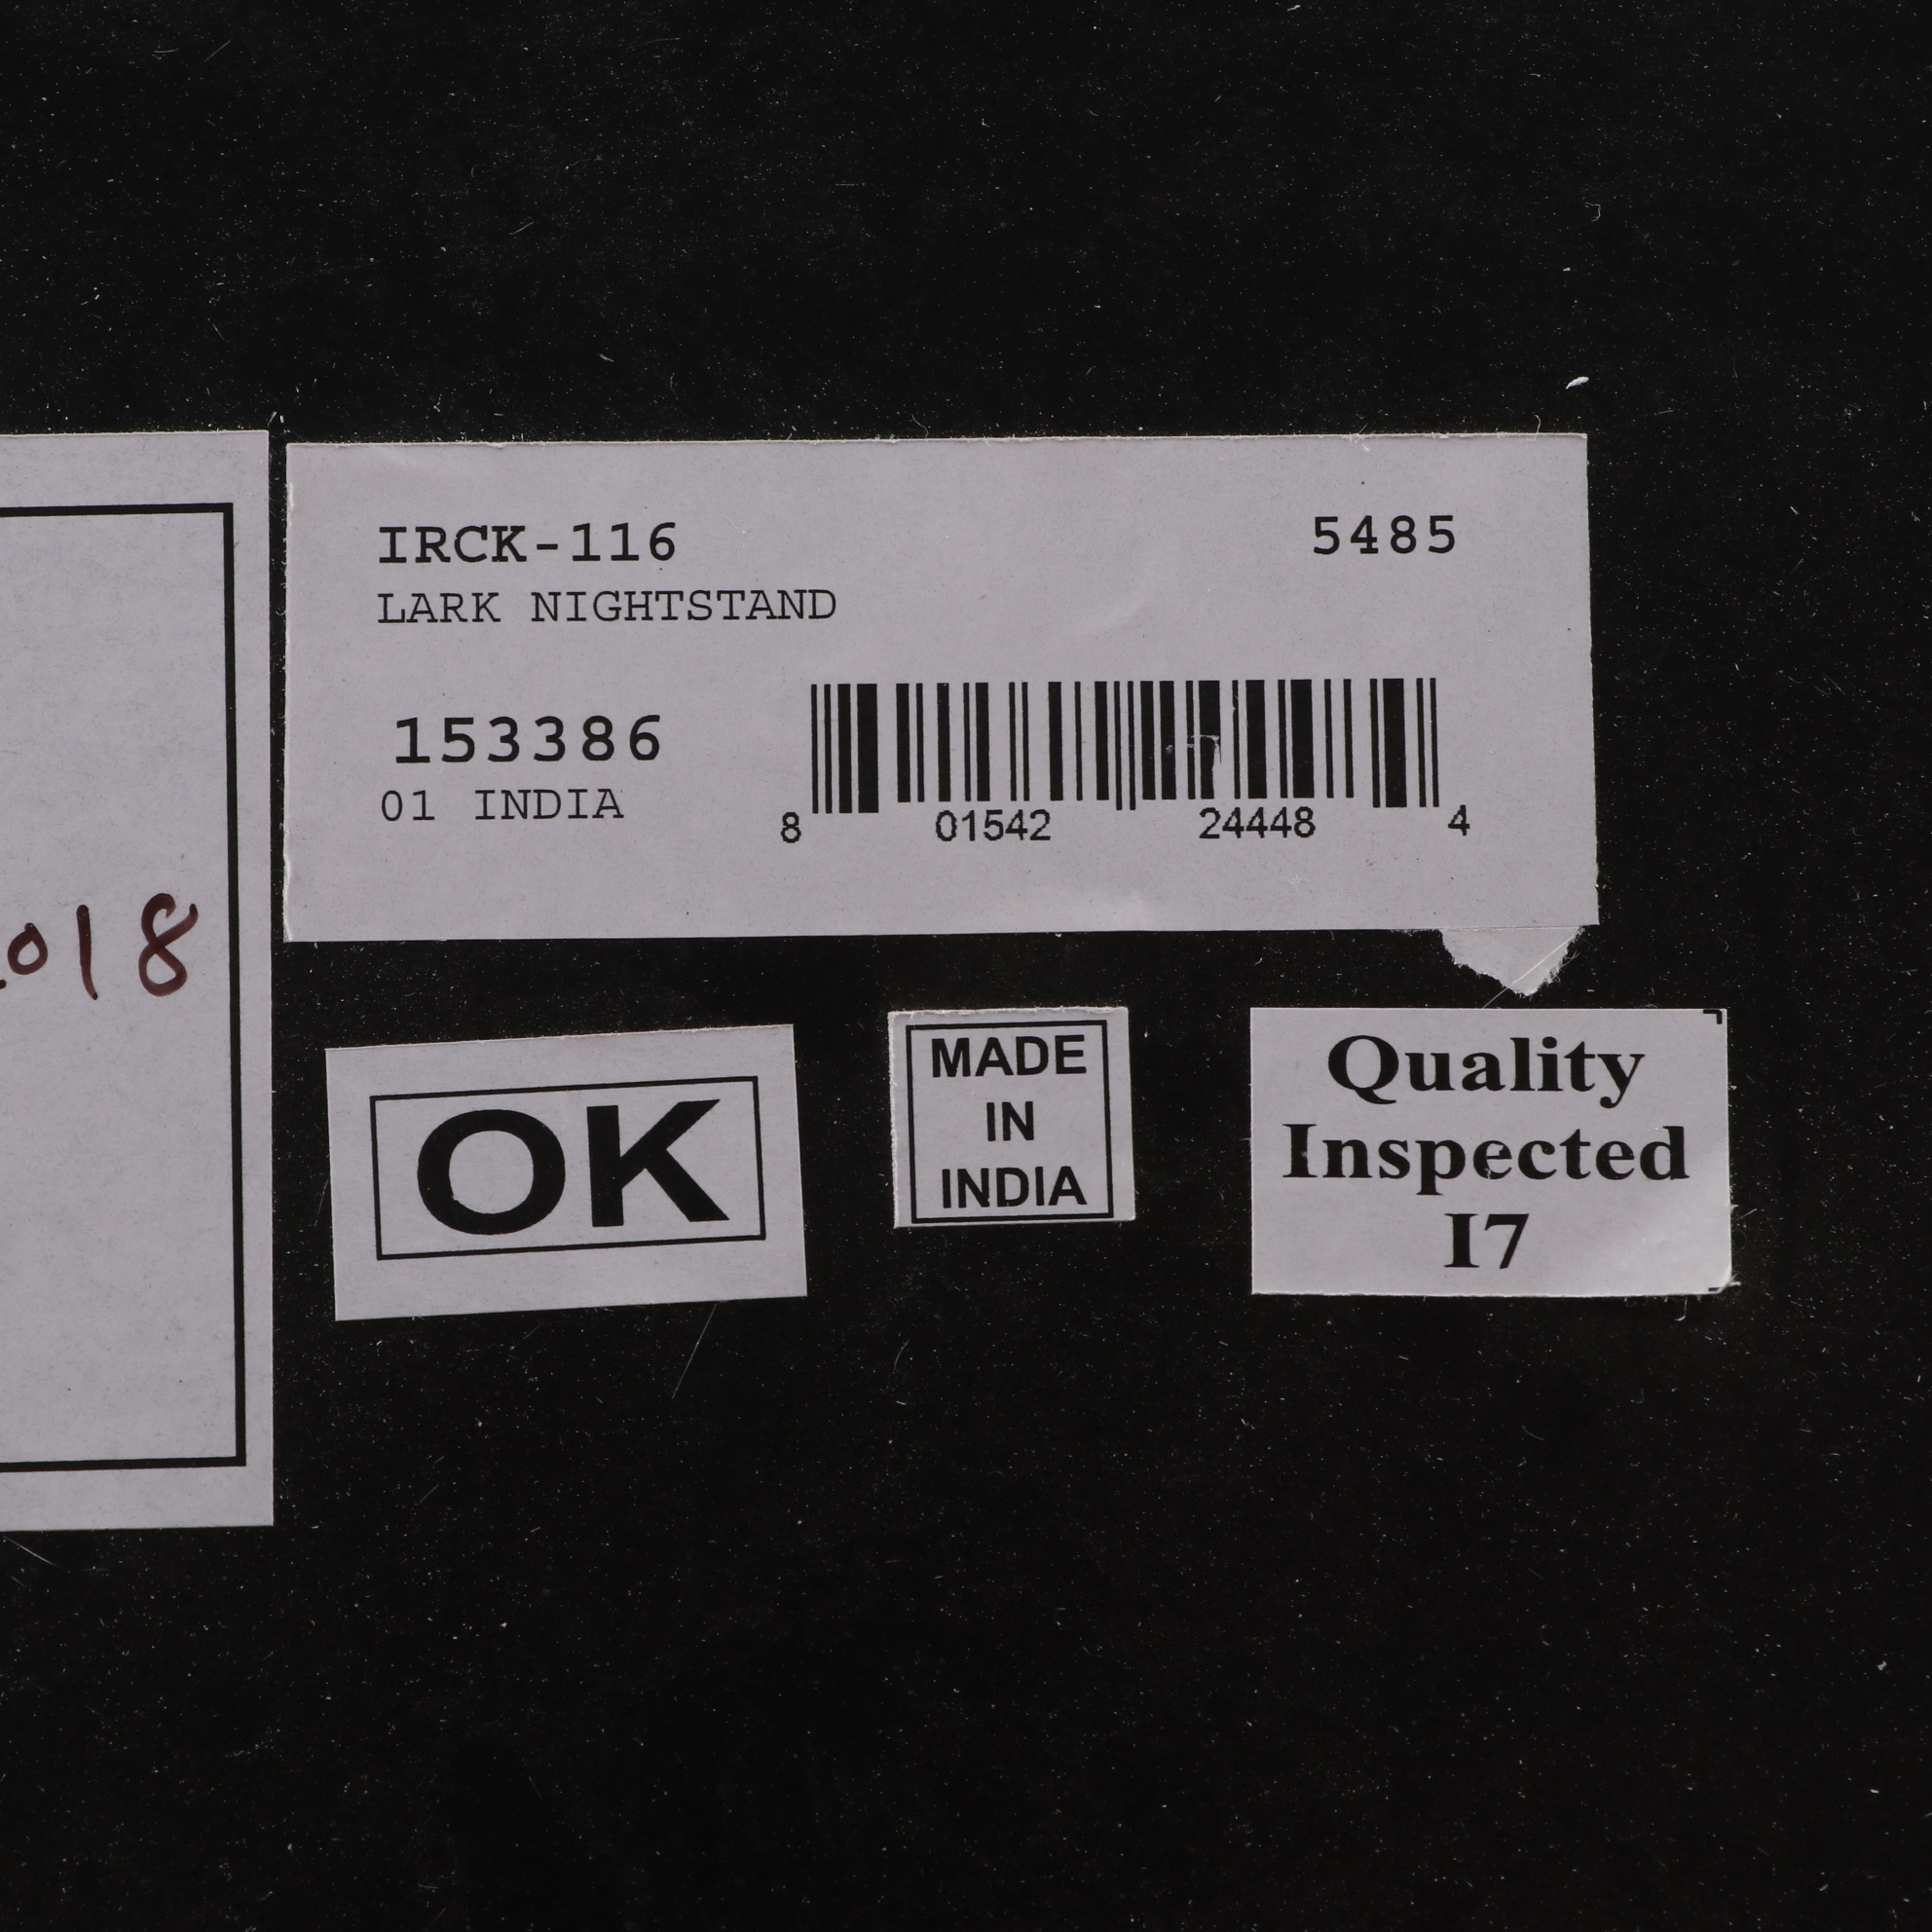 IRCK-116 5485
LARK NIGHTSTAND
153386
01 INDIA
8 01542 24448 4
018
OK
MADE
IN
INDIA
Quality
Inspected
I7